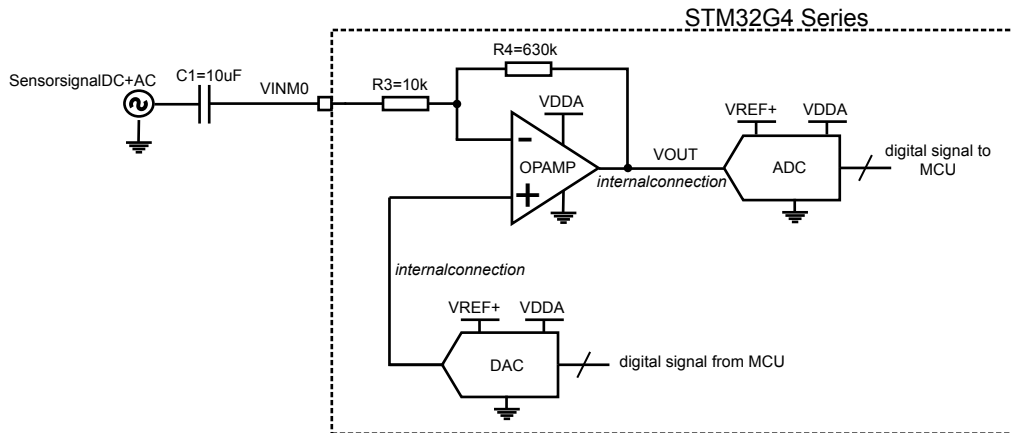 STM32G4 Series
SensorsignalDC+AC
C1=10uF
VINM0
R3=10k
R4=630k
VDDA
OPAMP
VOUT
internalconnection
VREF+
VDDA
ADC
digital signal to
MCU
internalconnection
VREF+
VDDA
DAC
digital signal from MCU